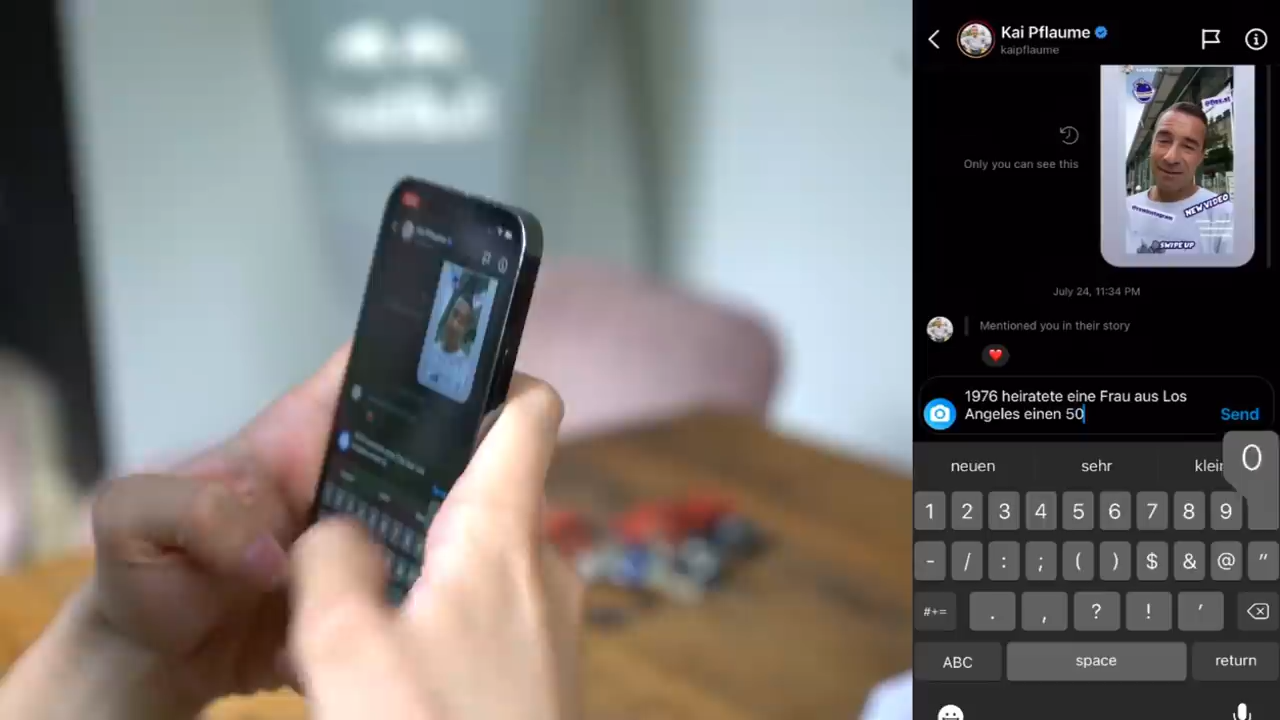 Kai Pflaume
kaipflaume
Only you can see this
NEW VIDEO
SWIPE UP
July 24, 11:34 PM
Mentioned you in their story
1976 heiratete eine Frau aus Los
Angeles einen 50
Send
neuen sehr
0
1 2 3 4 5 6 7 8 9
- / : ; ( ) $ & @ "
#+= . , ? ! ’
ABC space return